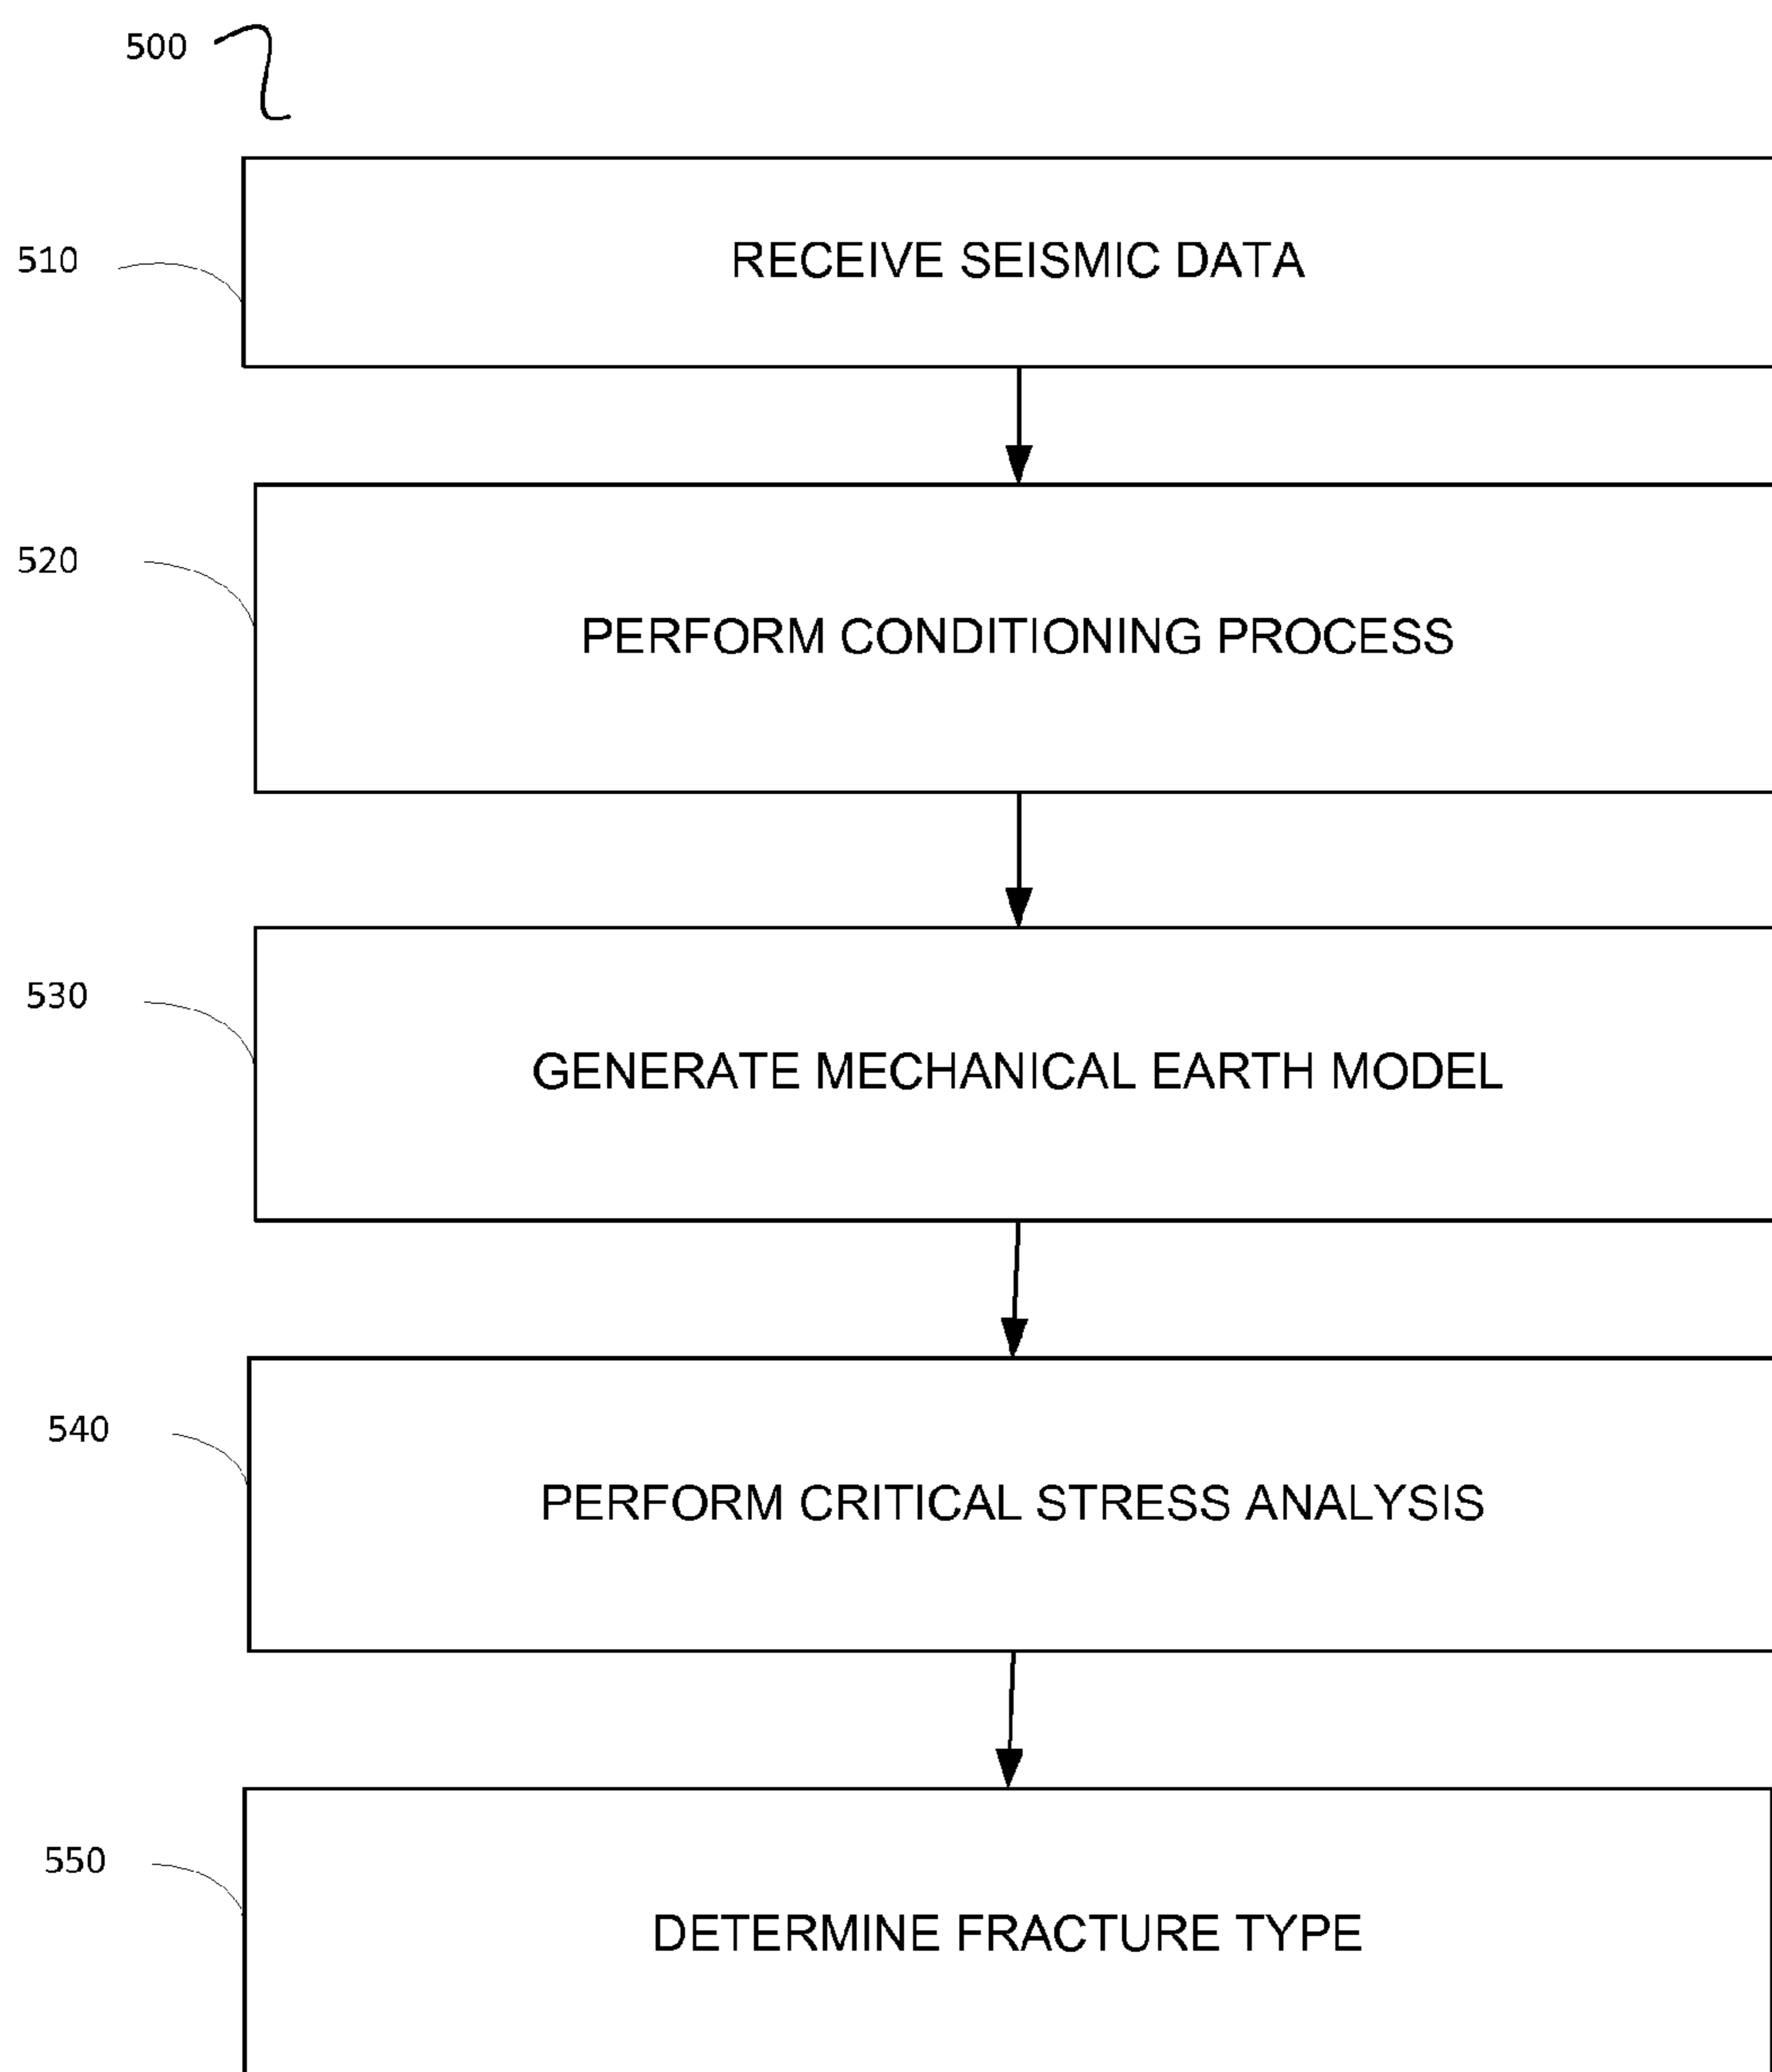 500
510
RECEIVE SEISMIC DATA
520
PERFORM CONDITIONING PROCESS
530
GENERATE MECHANICAL EARTH MODEL
540
PERFORM CRITICAL STRESS ANALYSIS
550
DETERMINE FRACTURE TYPE